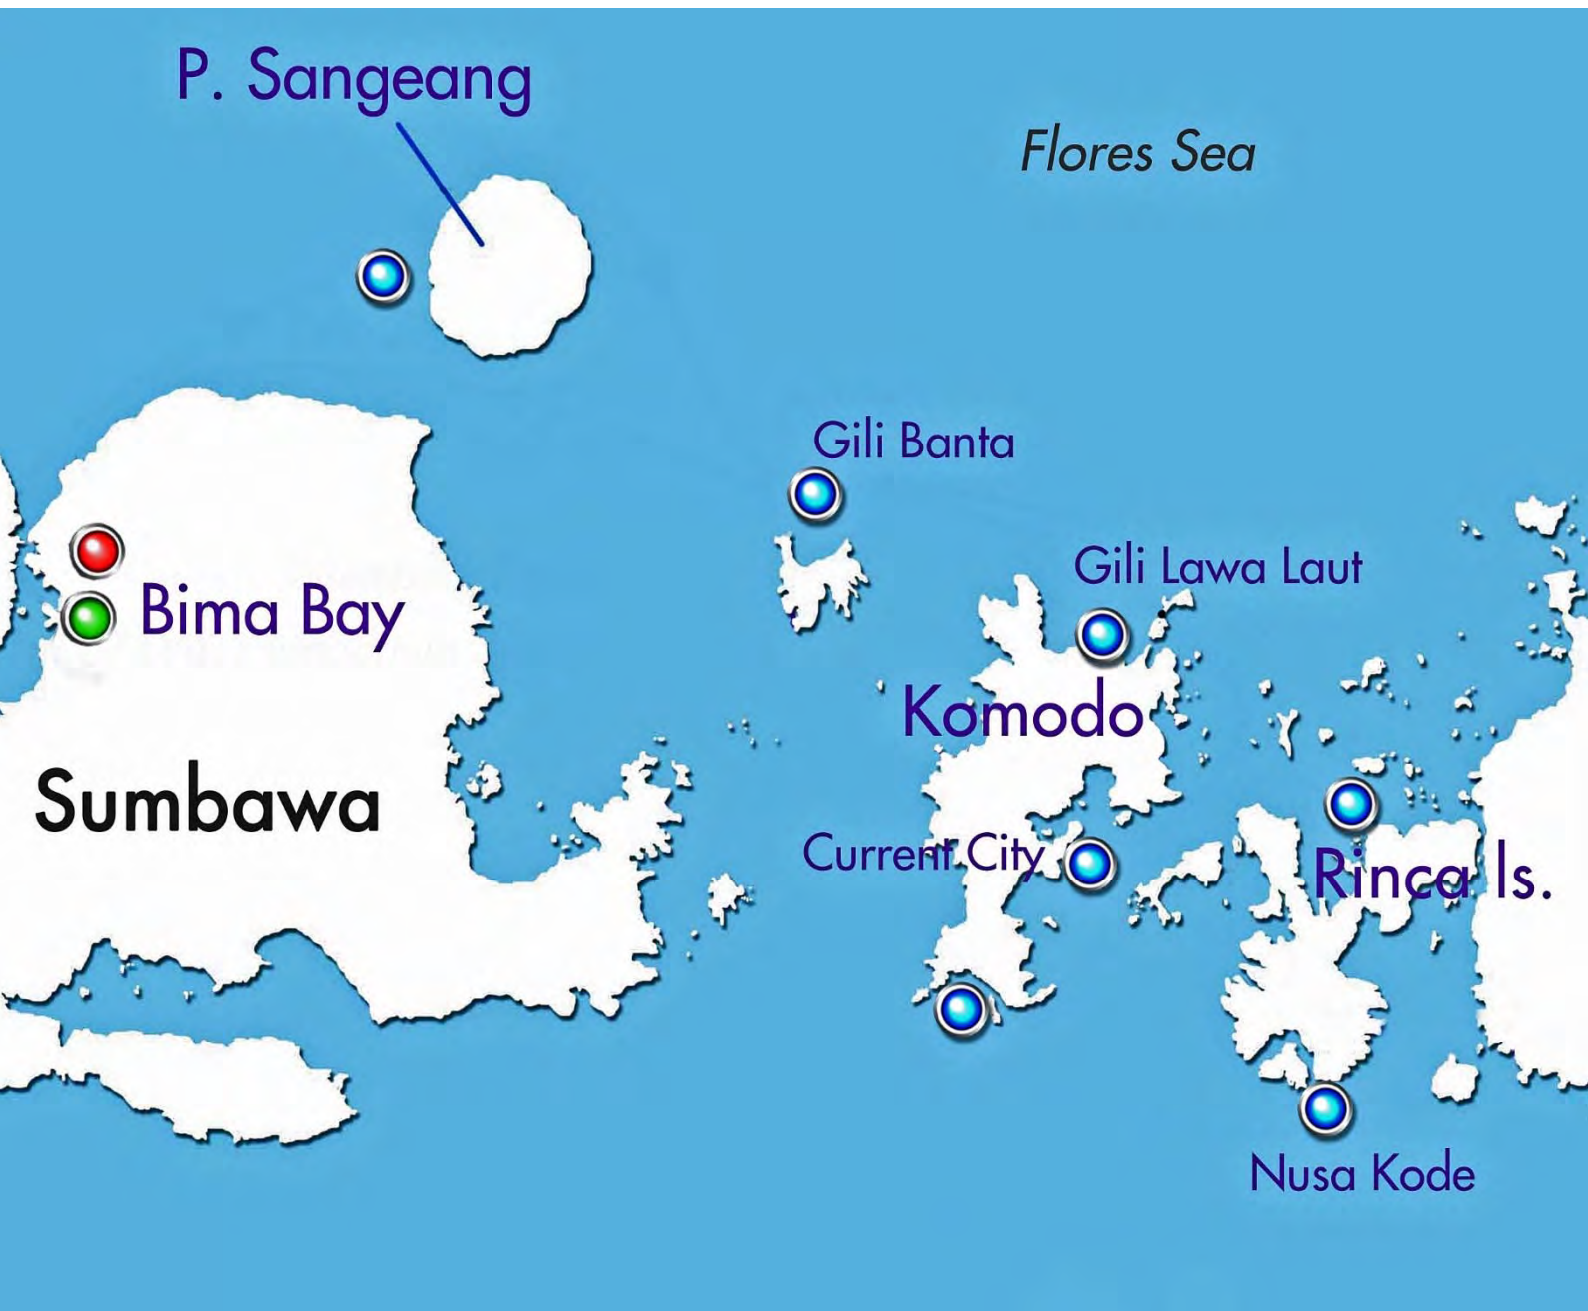 P. Sangeang
Flores Sea
Gili Banta
Gili Lawa Laut
Bima Bay
Komodo
Sumbawa
Current City
Rinca Is.
Nusa Kode